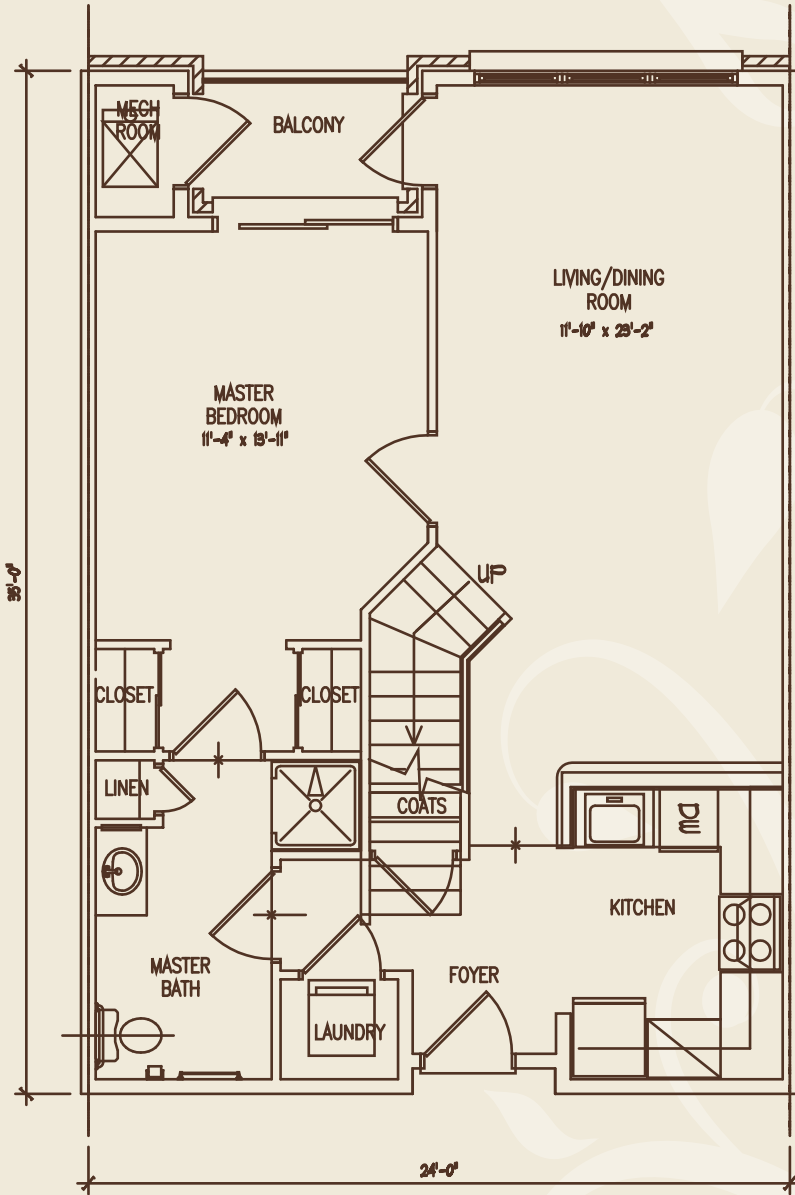 MECH
ROOM
BALCONY
LIVING/DINING
ROOM
11'-10" x 23'-2"
MASTER
BEDROOM
11'-4" x 13'-11"
UP
35'-0"
CLOSET
CLOSET
LINEN
COATS
DW
KITCHEN
MASTER
BATH
FOYER
LAUNDRY
24'-0"